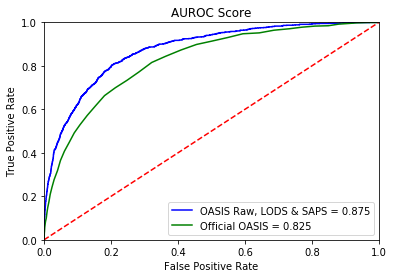 AUROC Score
1.0
0.8
0.6
0.4
0.2
0.0
True Positive Rate
OASIS Raw, LODS & SAPS = 0.875
Official OASIS = 0.825
0.0 0.2 0.4 0.6 0.8 1.0
False Positive Rate